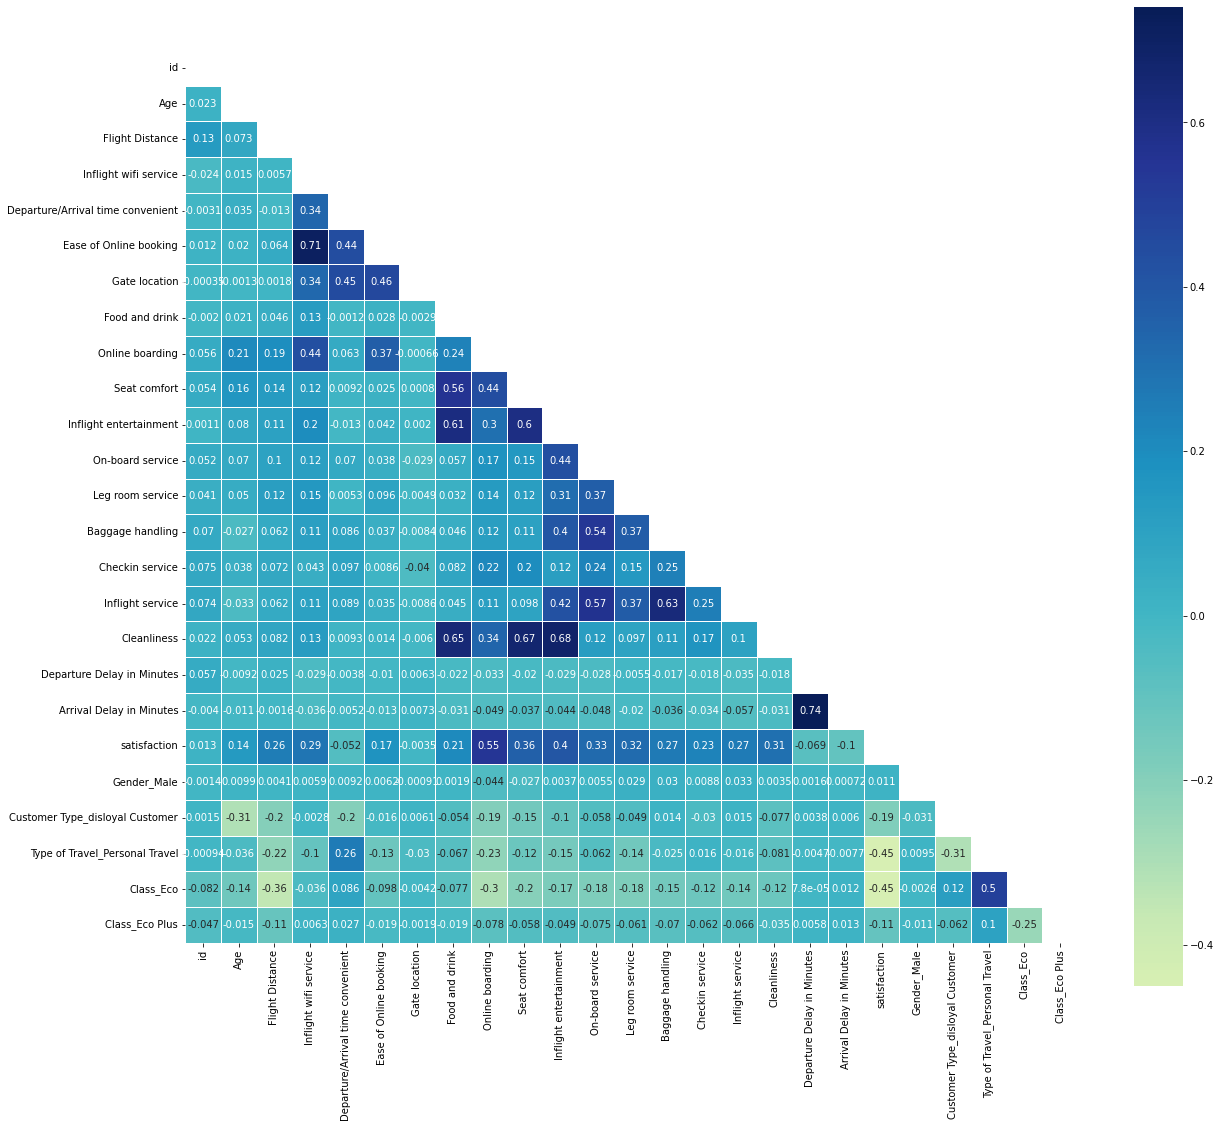 id
Age 0.023
Flight Distance 0.13 0.073
Inflight wifi service -0.024 0.015 0.0057
Departure/Arrival time convenient -0.0031 0.035 -0.013 0.34
Ease of Online booking 0.012 0.02 0.064 0.71 0.44
Gate location -0.00035 -0.0013 0.0018 0.34 0.45 0.46
Food and drink -0.002 0.021 0.046 0.13 -0.0012 0.028 -0.0029
Online boarding 0.056 0.21 0.19 0.44 0.063 0.37 -0.00066 0.24
Seat comfort 0.054 0.16 0.14 0.12 0.0092 0.025 0.0008 0.56 0.44
Inflight entertainment 0.0011 0.08 0.11 0.2 -0.013 0.042 0.002 0.61 0.3 0.6
On-board service 0.052 0.07 0.1 0.12 0.07 0.038 -0.029 0.057 0.17 0.15 0.44
Leg room service 0.041 0.05 0.12 0.15 0.0053 0.096 -0.0049 0.032 0.14 0.12 0.31 0.37
Baggage handling 0.07 -0.027 0.062 0.11 0.086 0.037 -0.0084 0.046 0.12 0.11 0.4 0.54 0.37
Checkin service 0.075 0.038 0.072 0.043 0.097 0.0086 -0.04 0.082 0.22 0.2 0.12 0.24 0.15 0.25
Inflight service 0.074 -0.033 0.062 0.11 0.089 0.035 -0.0086 0.045 0.11 0.098 0.42 0.57 0.37 0.63 0.25
Cleanliness 0.022 0.053 0.082 0.13 0.0093 0.014 -0.006 0.65 0.34 0.67 0.68 0.12 0.097 0.11 0.17 0.1
Departure Delay in Minutes 0.057 -0.0092 0.025 -0.029 -0.0038 -0.01 0.0063 -0.022 -0.033 -0.02 -0.029 -0.028 -0.0055 -0.017 -0.018 -0.035 -0.018
Arrival Delay in Minutes -0.004 -0.011 -0.0016 -0.036 -0.0052 -0.013 0.0073 -0.031 -0.049 -0.037 -0.044 -0.048 -0.02 -0.036 -0.034 -0.057 -0.031 0.74
satisfaction 0.013 0.14 0.26 0.29 -0.052 0.17 -0.0035 0.21 0.55 0.36 0.4 0.33 0.32 0.27 0.23 0.27 0.31 -0.069 -0.1
Gender_Male 0.0014 0.0099 0.0041 0.0059 0.0092 0.0062 -0.00091 0.0019 -0.044 -0.027 0.0037 0.0055 0.029 0.03 0.0088 0.033 0.0035 0.0016 0.00072 0.011
Customer Type_disloyal Customer 0.0015 -0.31 -0.2 -0.0028 -0.2 -0.016 0.0061 -0.054 -0.19 -0.15 -0.1 -0.058 -0.049 0.014 -0.03 0.015 -0.077 0.0038 0.006 -0.19 -0.031
Type of Travel_Personal Travel -0.00094 -0.036 -0.22 -0.1 0.26 -0.13 -0.03 -0.067 -0.23 -0.12 -0.15 -0.062 -0.14 -0.025 0.016 -0.016 -0.081 -0.0047 -0.0077 -0.45 0.0095 -0.31
Class_Eco -0.082 -0.14 -0.36 -0.036 0.086 -0.098 -0.0042 -0.077 -0.3 -0.2 -0.17 -0.18 -0.18 -0.15 -0.12 -0.14 -0.12 7.8e-05 0.012 -0.45 -0.0026 0.12 0.5
Class_Eco Plus -0.047 -0.015 -0.11 0.0063 0.027 -0.019 -0.0019 -0.019 -0.078 -0.058 -0.049 -0.075 -0.061 -0.07 -0.062 -0.066 -0.035 0.0058 0.013 -0.11 -0.011 -0.062 0.1 -0.25
id
Age
Flight Distance
Inflight wifi service
Departure/Arrival time convenient
Ease of Online booking
Gate location
Food and drink
Online boarding
Seat comfort
Inflight entertainment
On-board service
Leg room service
Baggage handling
Checkin service
Inflight service
Cleanliness
Departure Delay in Minutes
Arrival Delay in Minutes
satisfaction
Gender_Male
Customer Type_disloyal Customer
Type of Travel_Personal Travel
Class_Eco
Class_Eco Plus
0.6
0.4
0.2
0.0
−0.2
−0.4